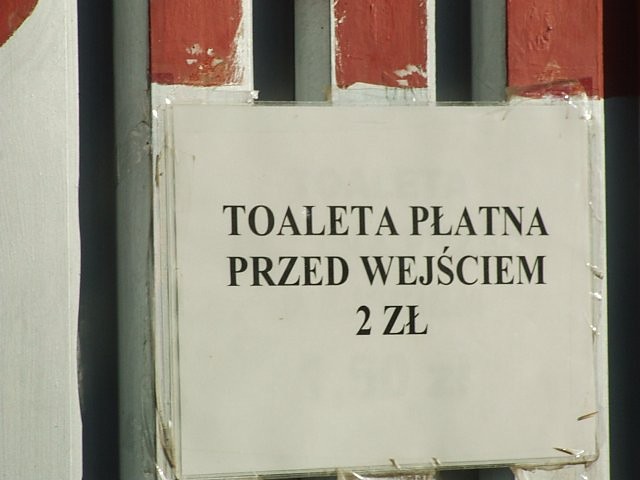 TOALETA PŁATNA
PRZED WEJŚCIEM
2 ZŁ